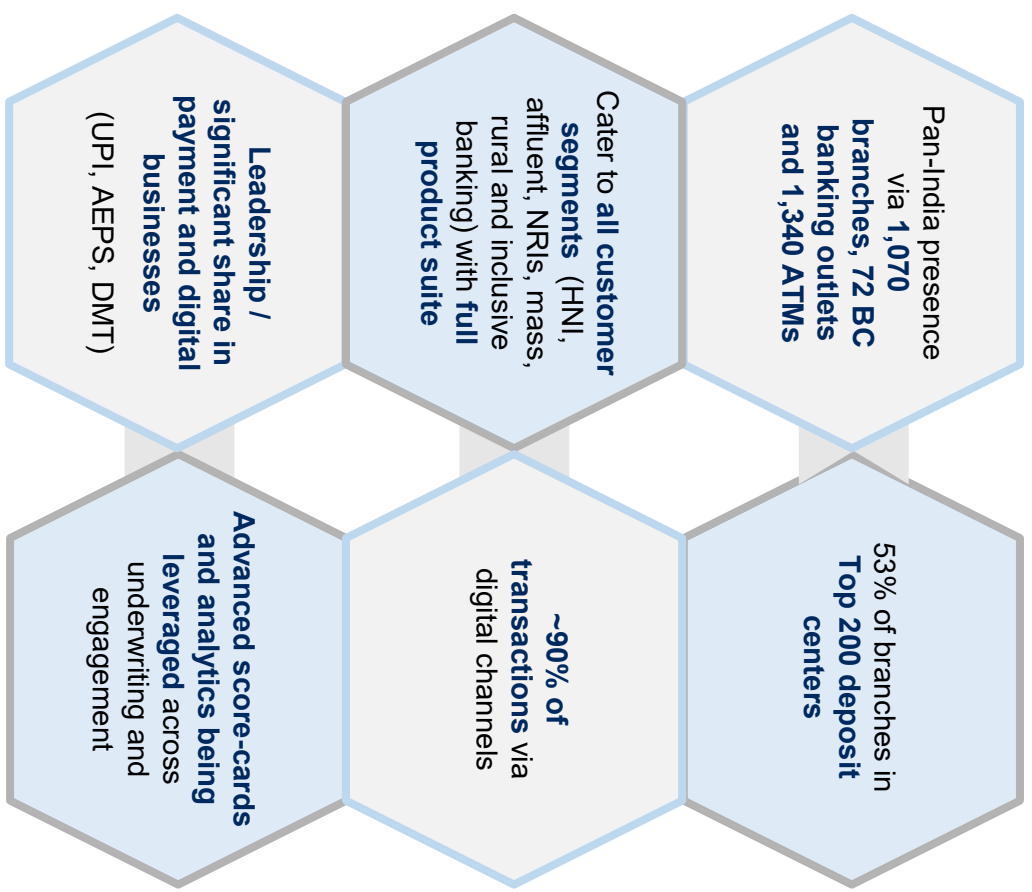 Pan-India presence
via 1,070
branches, 72 BC
banking outlets
and 1,340 ATMs
53% of branches in
Top 200 deposit
centers
Cater to all customer
segments (HNI,
affluent, NRIs, mass,
rural and inclusive
banking) with full
product suite
~90% of
transactions via
digital channels
Leadership /
significant share in
payment and digital
businesses
(UPI, AEPS, DMT)
Advanced score-cards
and analytics being
leveraged across
underwriting and
engagement